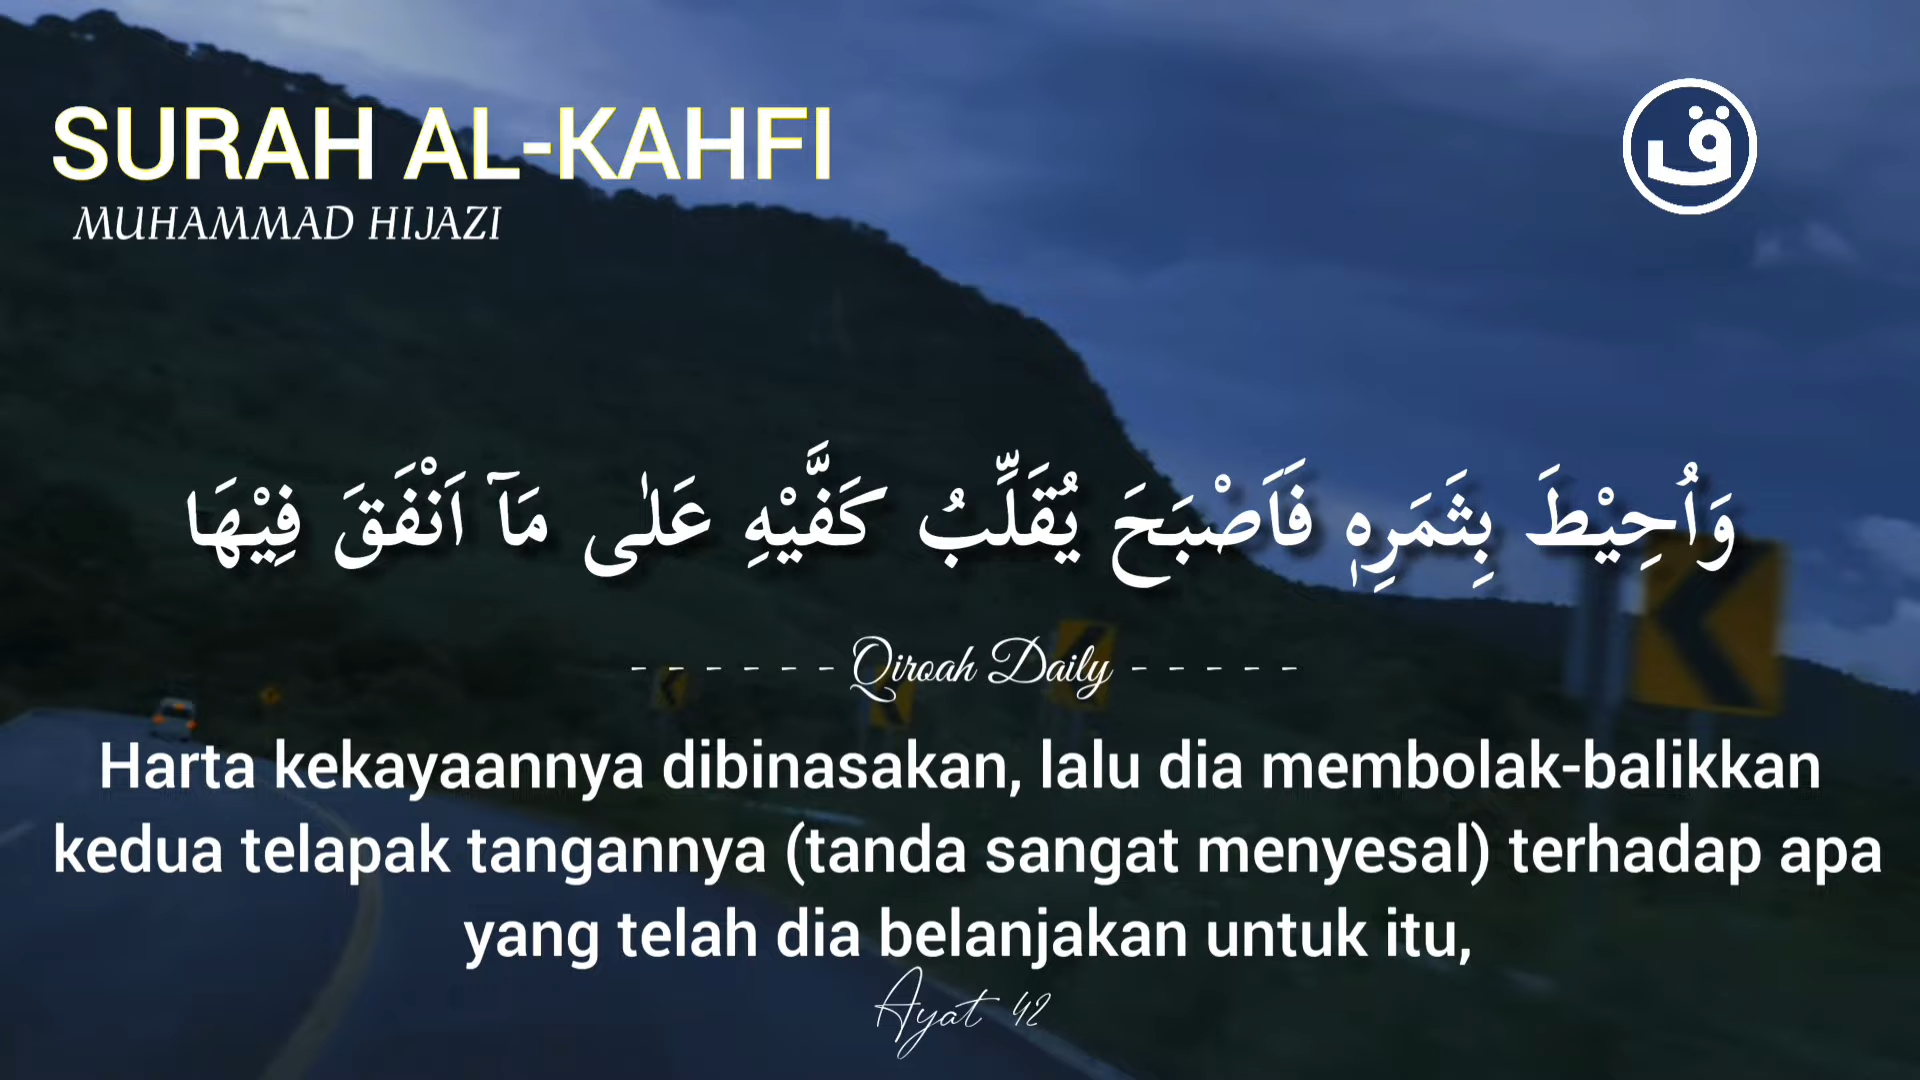 SURAH AL-KAHFI
MUHAMMAD HIJAZI
ق
وَاُحِيْطَ بِثَمَرِهٖ فَاَصْبَحَ يُقَلِّبُ كَفَّيْهِ عَلٰى مَآ اَنْفَقَ فِيْهَا
- - - - - - Qiroah Daily - - - - -
Harta kekayaannya dibinasakan, lalu dia membolak-balikkan
kedua telapak tangannya (tanda sangat menyesal) terhadap apa
yang telah dia belanjakan untuk itu,
Ayat 42